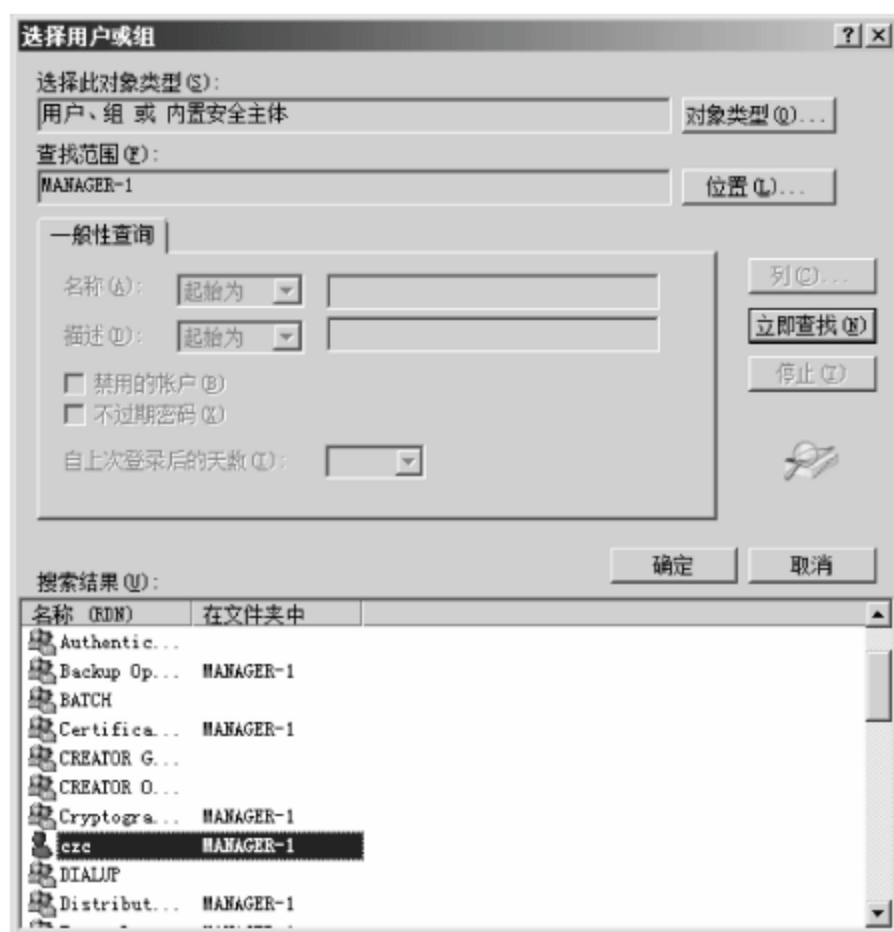 选择用户或组
选择此对象类型(S):
用户、组 或 内置安全主体
对象类型(O)...
查找范围(F):
MANAGER-1
位置(L)...
一般性查询
名称(A): 起始为
列(C)...
描述(D): 起始为
立即查找(N)
禁用的帐户(B)
停止(T)
不过期密码(X)
自上次登录后的天数(I):
确定 取消
搜索结果(U):
名称 (RDN) 在文件夹中
Authentic...
Backup Op... MANAGER-1
BATCH
Certifica... MANAGER-1
CREATOR G...
CREATOR O...
Cryptogra... MANAGER-1
czc MANAGER-1
DIALUP
Distribut... MANAGER-1